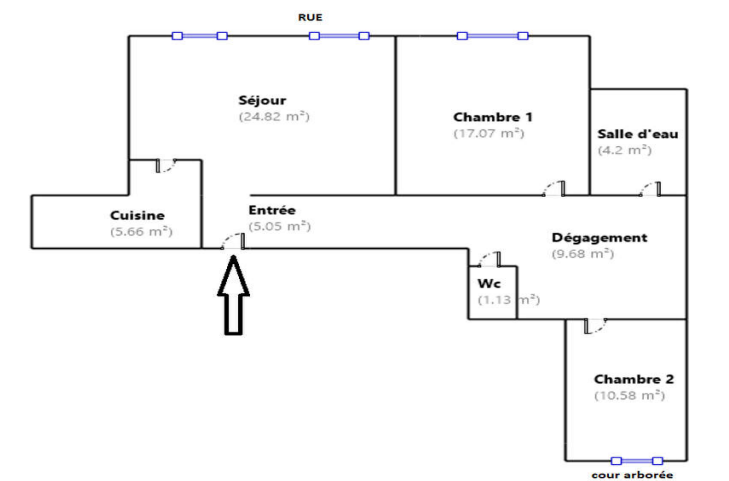 RUE
Séjour
(24.82 m²)
Chambre 1
(17.07 m²)
Salle d'eau
(4.2 m²)
Cuisine
(5.66 m²)
Entrée
(5.05 m²)
Dégagement
(9.68 m²)
Wc
(1.13 m²)
Chambre 2
(10.58 m²)
cour arborée